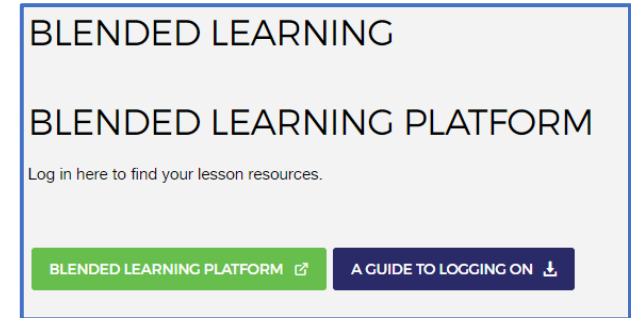 BLENDED LEARNING
BLENDED LEARNING PLATFORM
Log in here to find your lesson resources.
BLENDED LEARNING PLATFORM
A GUIDE TO LOGGING ON